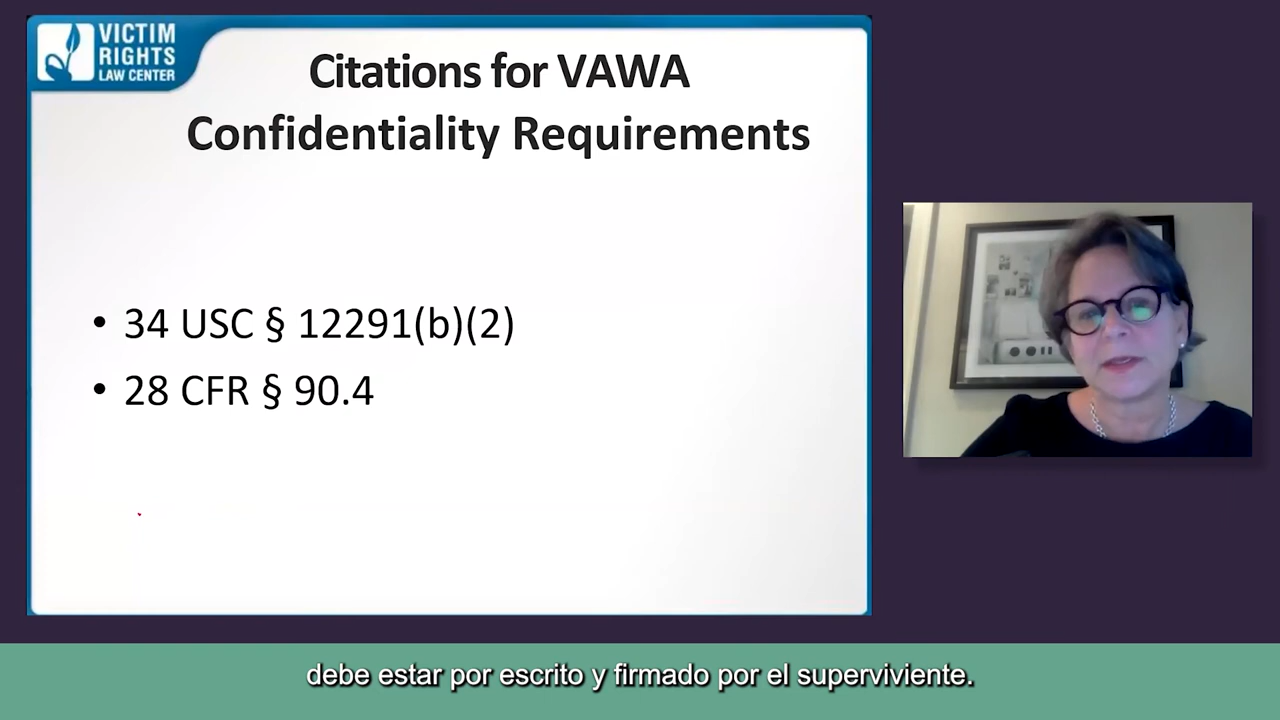 VICTIM
RIGHTS
LAW CENTER
Citations for VAWA
Confidentiality Requirements
• 34 USC § 12291(b)(2)
• 28 CFR § 90.4
debe estar por escrito y firmado por el superviviente.